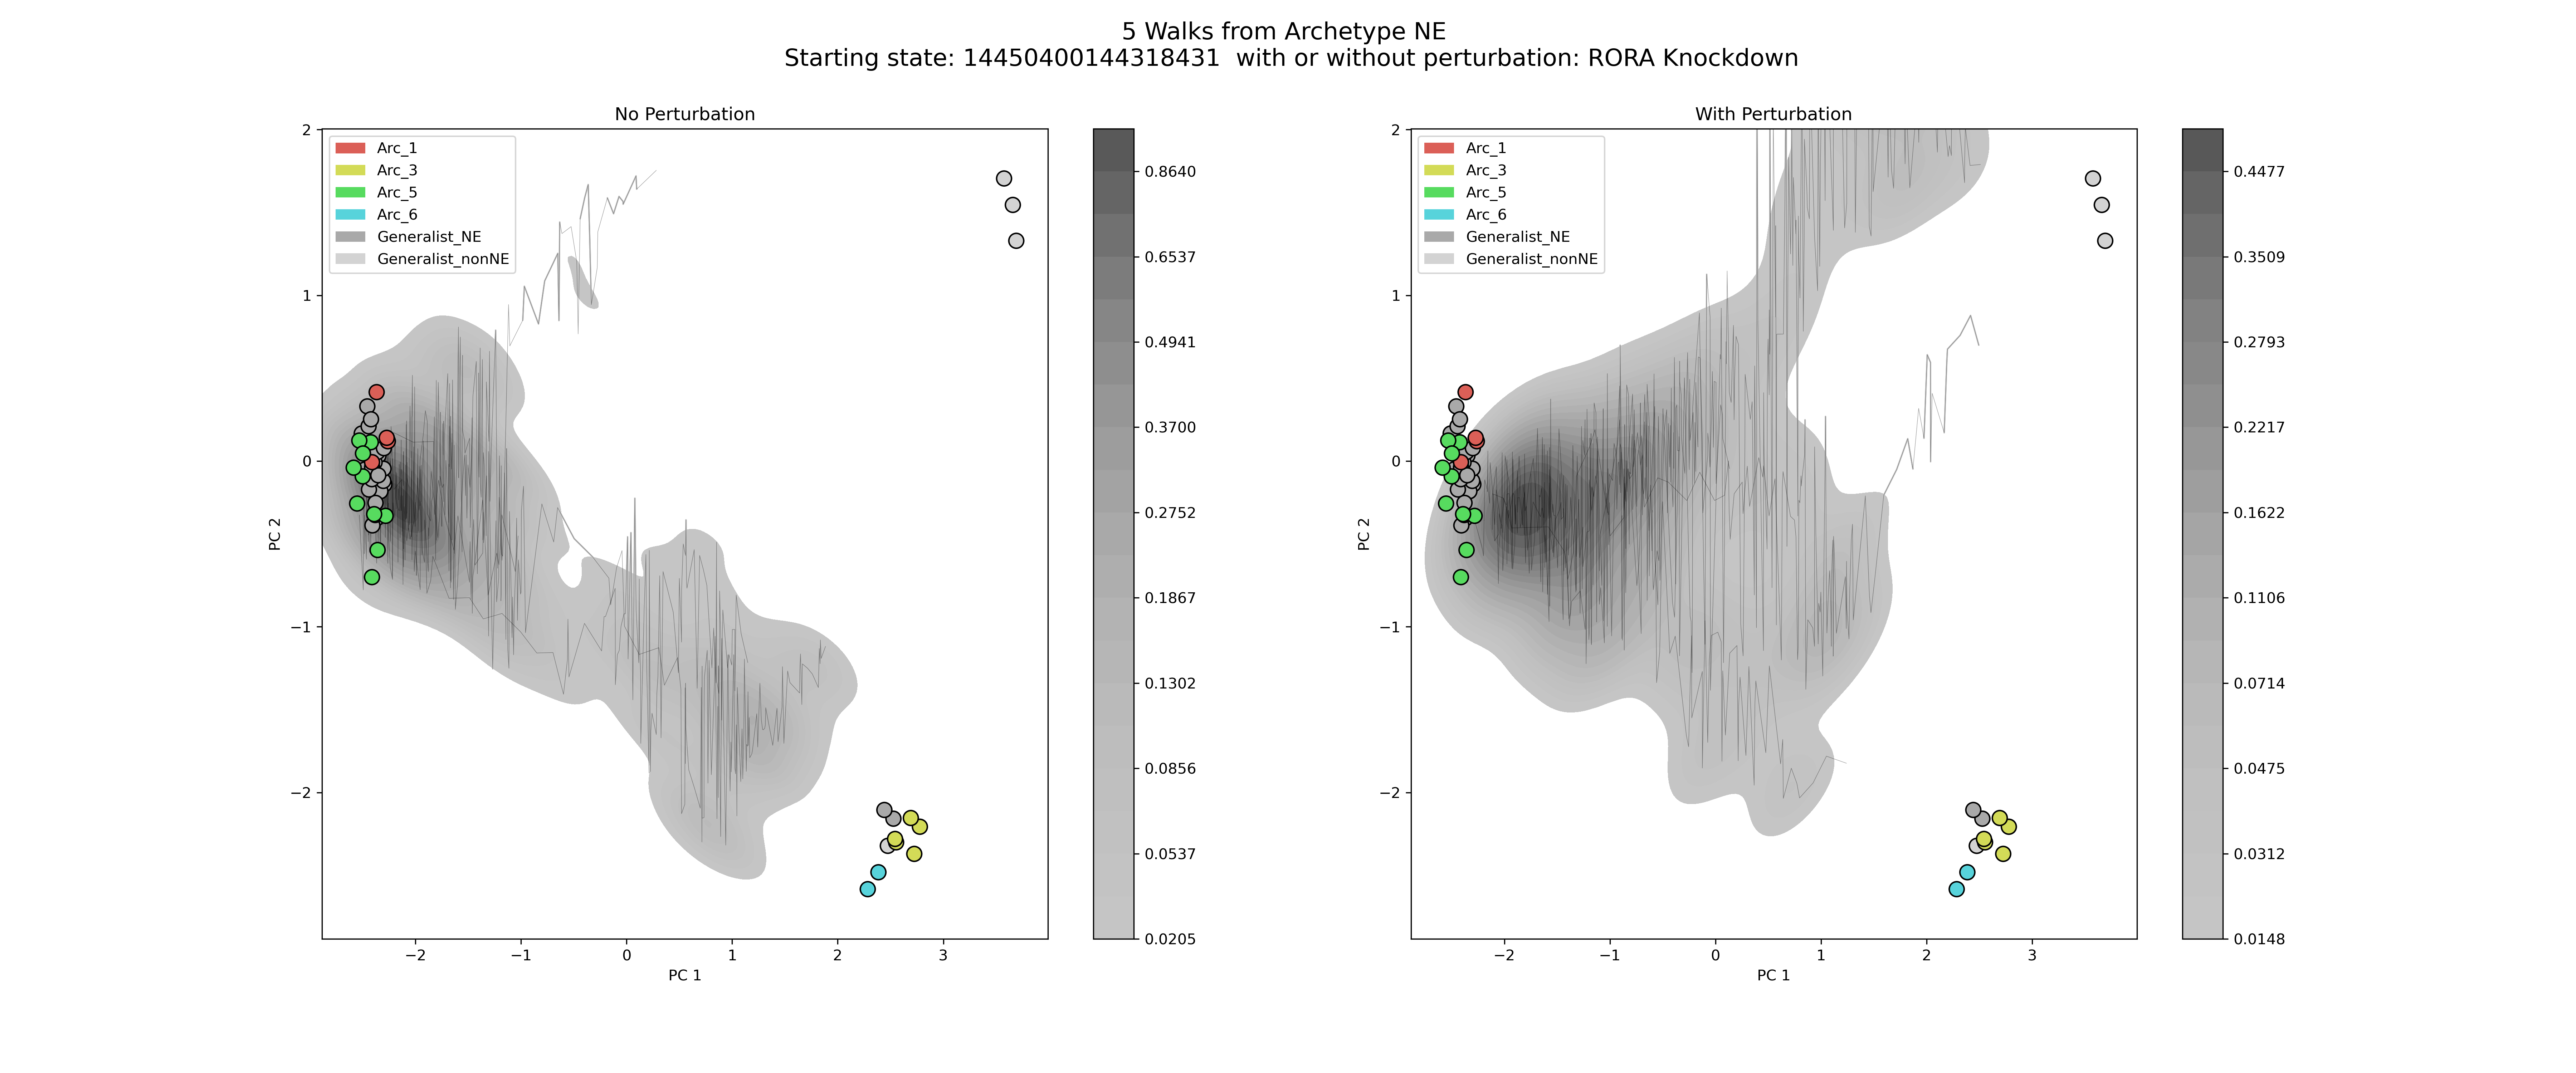 5 Walks from Archetype NE
Starting state: 14450400144318431  with or without perturbation: RORA Knockdown
No Perturbation
Arc_1
Arc_3
Arc_5
Arc_6
Generalist_NE
Generalist_nonNE
2
1
0
−1
−2
PC 2
−2
−1
0
1
2
3
PC 1
0.8640
0.6537
0.4941
0.3700
0.2752
0.1867
0.1302
0.0856
0.0537
0.0205
With Perturbation
Arc_1
Arc_3
Arc_5
Arc_6
Generalist_NE
Generalist_nonNE
2
1
0
−1
−2
PC 2
−2
−1
0
1
2
3
PC 1
0.4477
0.3509
0.2793
0.2217
0.1622
0.1106
0.0714
0.0475
0.0312
0.0148